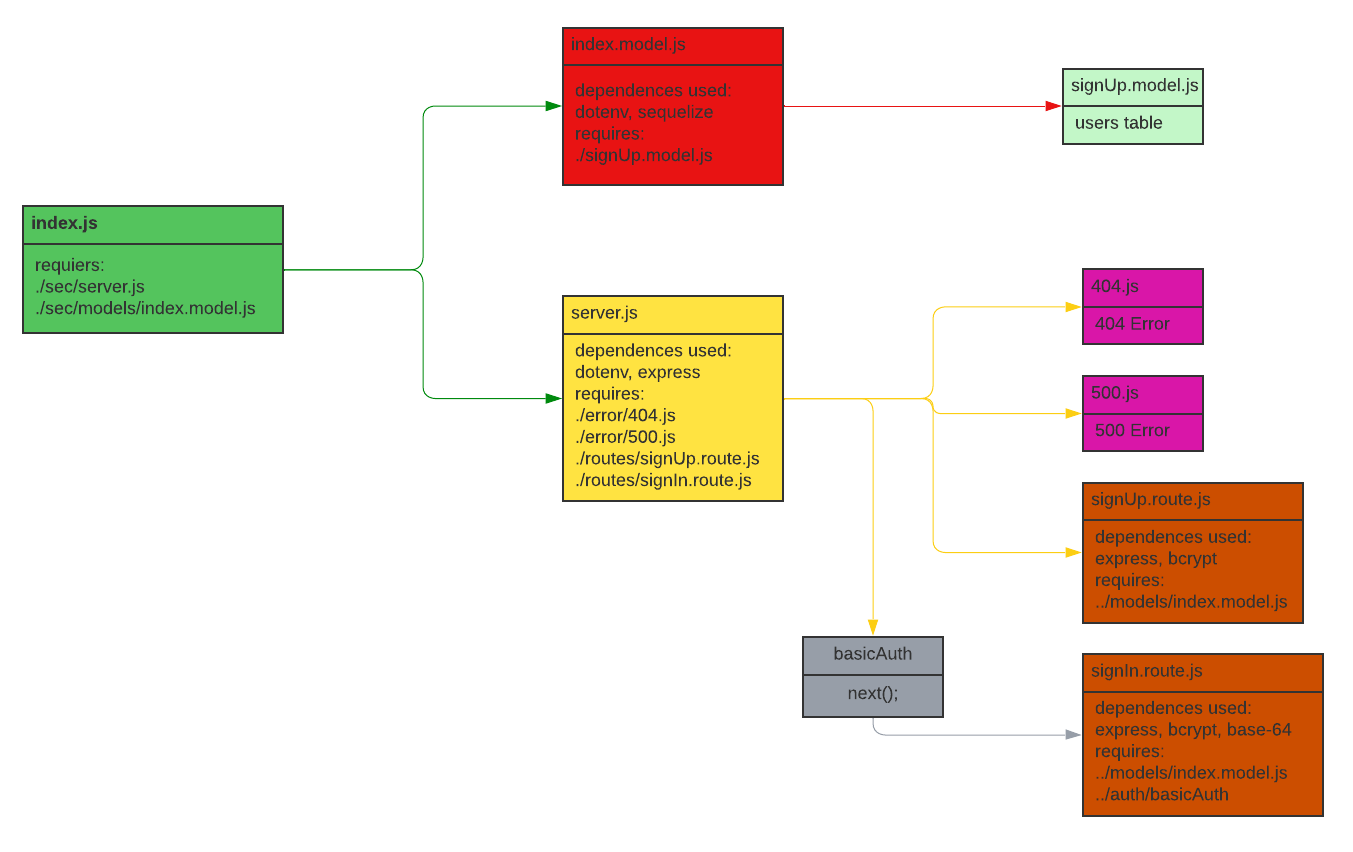 index.js
requiers:
./sec/server.js
./sec/models/index.model.js
index.model.js
dependences used:
dotenv, sequelize
requires:
./signUp.model.js
signUp.model.js
users table
server.js
dependences used:
dotenv, express
requires:
./error/404.js
./error/500.js
./routes/signUp.route.js
./routes/signIn.route.js
404.js
404 Error
500.js
500 Error
signUp.route.js
dependences used:
express, bcrypt
requires:
../models/index.model.js
basicAuth
next();
signIn.route.js
dependences used:
express, bcrypt, base-64
requires:
../models/index.model.js
../auth/basicAuth